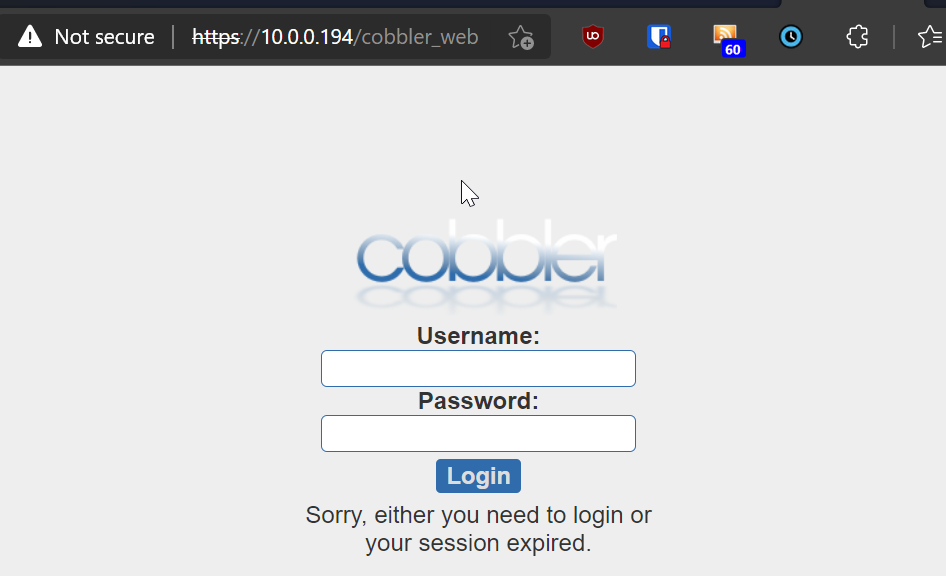 Not secure | https://10.0.0.194/cobbler_web
60
cobbler
Username:
Password:
Login
Sorry, either you need to login or
your session expired.